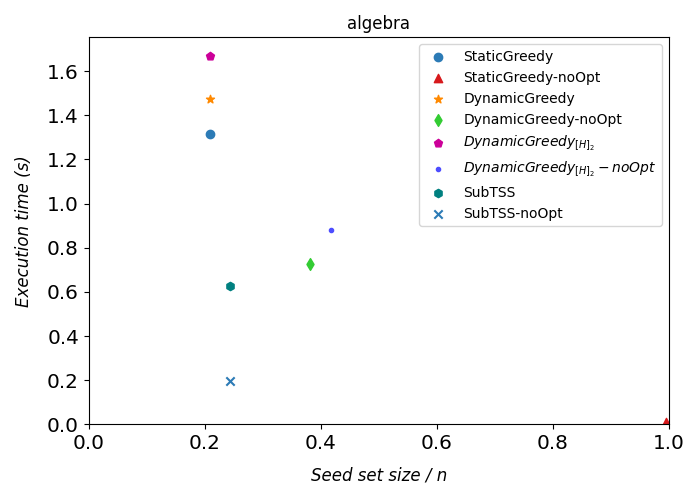 algebra
StaticGreedy
StaticGreedy-noOpt
DynamicGreedy
DynamicGreedy-noOpt
DynamicGreedy[H]2
DynamicGreedy[H]2 − noOpt
SubTSS
SubTSS-noOpt
Execution time (s)
1.6
1.4
1.2
1.0
0.8
0.6
0.4
0.2
0.0
0.0 0.2 0.4 0.6 0.8 1.0
Seed set size / n